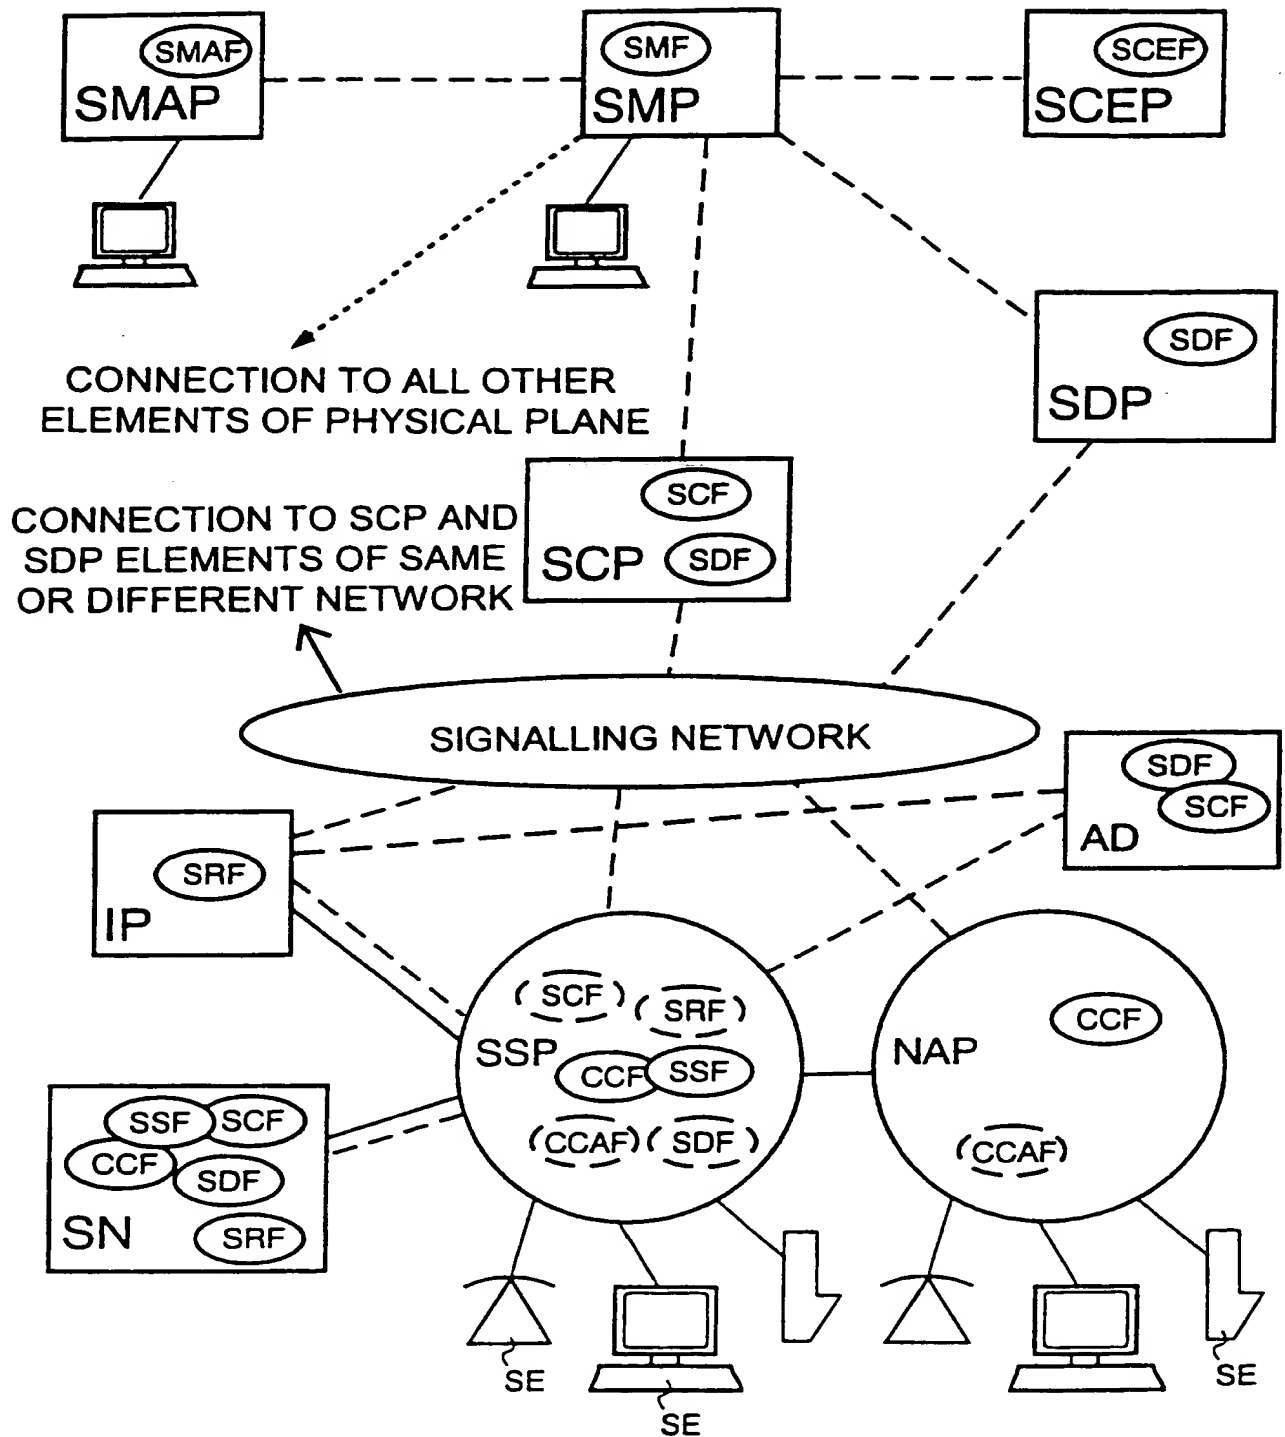 SMAF
SMAP
SMF
SMP
SCEF
SCEP
SDF
SDP
CONNECTION TO ALL OTHER
ELEMENTS OF PHYSICAL PLANE
CONNECTION TO SCP AND
SDP ELEMENTS OF SAME
OR DIFFERENT NETWORK
SCF
SCP
SDF
SIGNALLING NETWORK
SDF
SCF
AD
SRF
IP
SCF
SRF
SSP
CCF
SSF
CCAF
SDF
NAP
CCF
CCAF
SSF
SCF
CCF
SDF
SN
SRF
SE
SE
SE